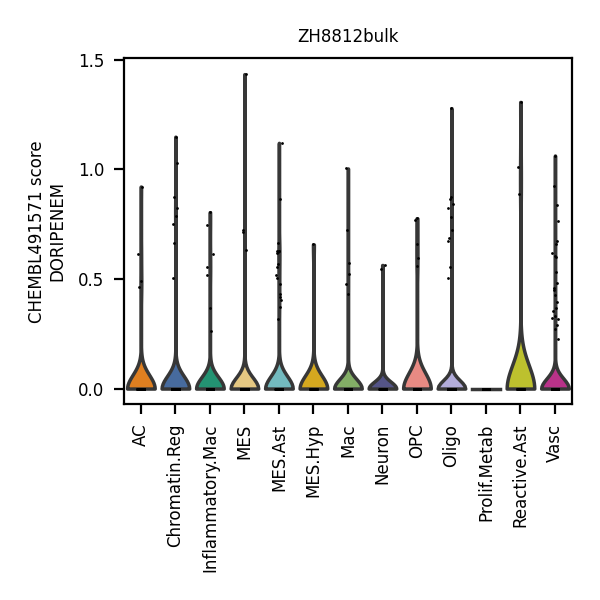 ZH8812bulk
CHEMBL491571 score
DORIPENEM
1.5
1.0
0.5
0.0
AC
Chromatin.Reg
Inflammatory.Mac
MES
MES.Ast
MES.Hyp
Mac
Neuron
OPC
Oligo
Prolif.Metab
Reactive.Ast
Vasc